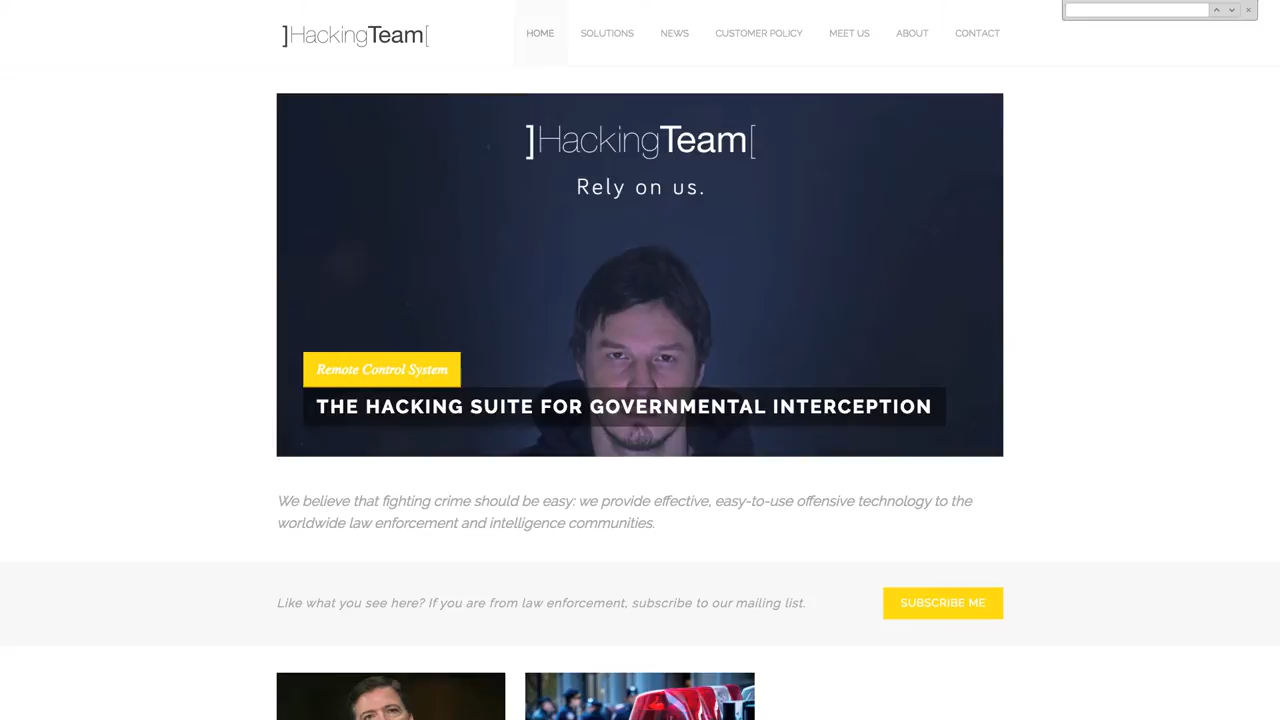 ]HackingTeam[
HOME
SOLUTIONS
NEWS
CUSTOMER POLICY
MEET US
ABOUT
CONTACT
]HackingTeam[
Rely on us.
Remote Control System
THE HACKING SUITE FOR GOVERNMENTAL INTERCEPTION
We believe that fighting crime should be easy: we provide effective, easy-to-use offensive technology to the
worldwide law enforcement and intelligence communities.
Like what you see here? If you are from law enforcement, subscribe to our mailing list.
SUBSCRIBE ME